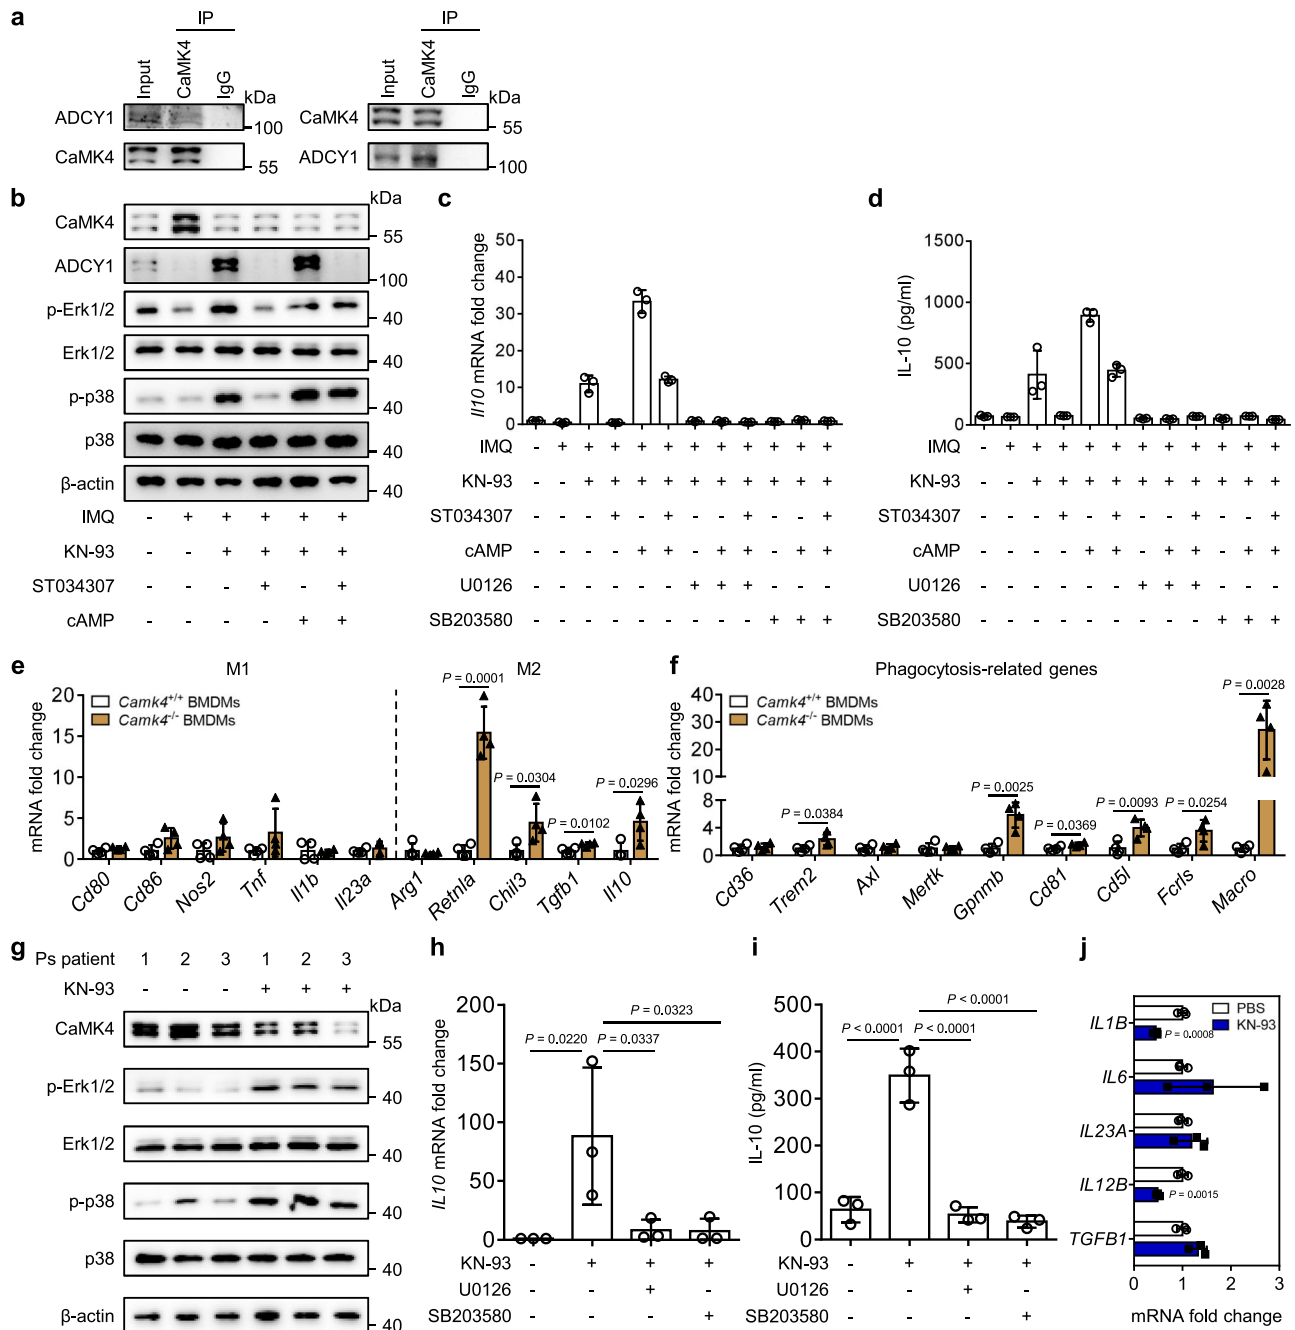 a
IP
Input
CaMK4
IgG
kDa
ADCY1
100
CaMK4
55
IP
Input
CaMK4
IgG
kDa
CaMK4
55
ADCY1
100
b
kDa
CaMK4
55
ADCY1
100
p-Erk1/2
40
Erk1/2
40
p-p38
40
p38
40
β-actin
40
IMQ - + + + + +
KN-93 - - + + + +
ST034307 - - - + - +
cAMP - - - - + +
c
Il10 mRNA fold change
50
40
30
20
10
0
IMQ - + + + + + + + + + + +
KN-93 - - + + + + + + + + + +
ST034307 - - - + - + - - + - - +
cAMP - - - - + + - + + - + +
U0126 - - - - - - + + + - - -
SB203580 - - - - - - - - - + + +
d
IL-10 (pg/ml)
1500
1000
500
0
IMQ - + + + + + + + + + + +
KN-93 - - + + + + + + + + + +
ST034307 - - - + - + - - + - - +
cAMP - - - - + + - + + - + +
U0126 - - - - - - + + + - - -
SB203580 - - - - - - - - - + + +
e
M1
M2
mRNA fold change
20
15
10
5
0
Camk4+/+ BMDMs
Camk4-/- BMDMs
P = 0.0001
P = 0.0304
P = 0.0102
P = 0.0296
Cd80
Cd86
Nos2
Tnf
Il1b
Il23a
Arg1
Retnla
Chil3
Tgfb1
Il10
f
Phagocytosis-related genes
mRNA fold change
40
30
20
10
8
4
0
Camk4+/+ BMDMs
Camk4-/- BMDMs
P = 0.0384
P = 0.0025
P = 0.0369
P = 0.0093
P = 0.0254
P = 0.0028
Cd36
Trem2
Axl
Mertk
Gpnmb
Cd81
Cd5l
Fcrls
Macro
g
Ps patient 1 2 3 1 2 3
KN-93 - - - + + +
kDa
CaMK4
55
p-Erk1/2
40
Erk1/2
40
p-p38
40
p38
40
β-actin
40
h
IL10 mRNA fold change
200
150
100
50
0
P = 0.0323
P = 0.0220
P = 0.0337
KN-93 - + + +
U0126 - - + -
SB203580 - - - +
i
IL-10 (pg/ml)
500
400
300
200
100
0
P < 0.0001
P < 0.0001
P < 0.0001
KN-93 - + + +
U0126 - - + -
SB203580 - - - +
j
PBS
KN-93
IL1B
P = 0.0008
IL6
IL23A
IL12B
P = 0.0015
TGFB1
0 1 2 3
mRNA fold change